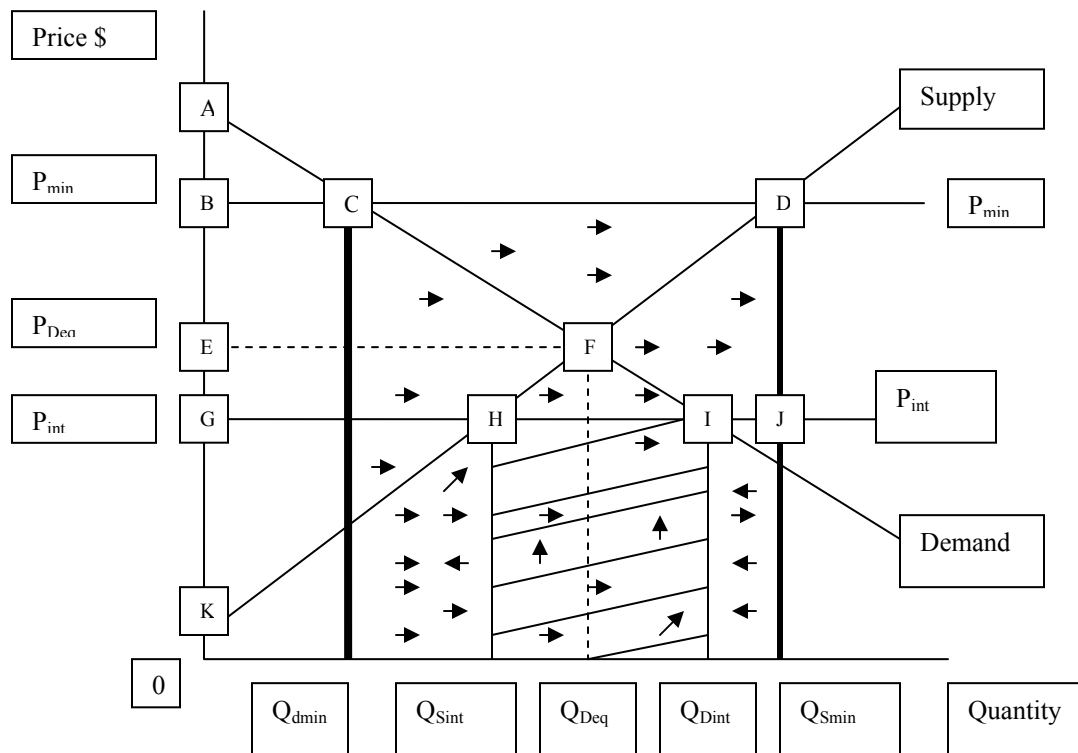 Price $
A
Supply
P_min
B
C
D
P_min
P_Deq
E
F
P_int
G
H
I
J
P_int
Demand
K
0
Q_dmin
Q_Sint
Q_Deq
Q_Dint
Q_Smin
Quantity